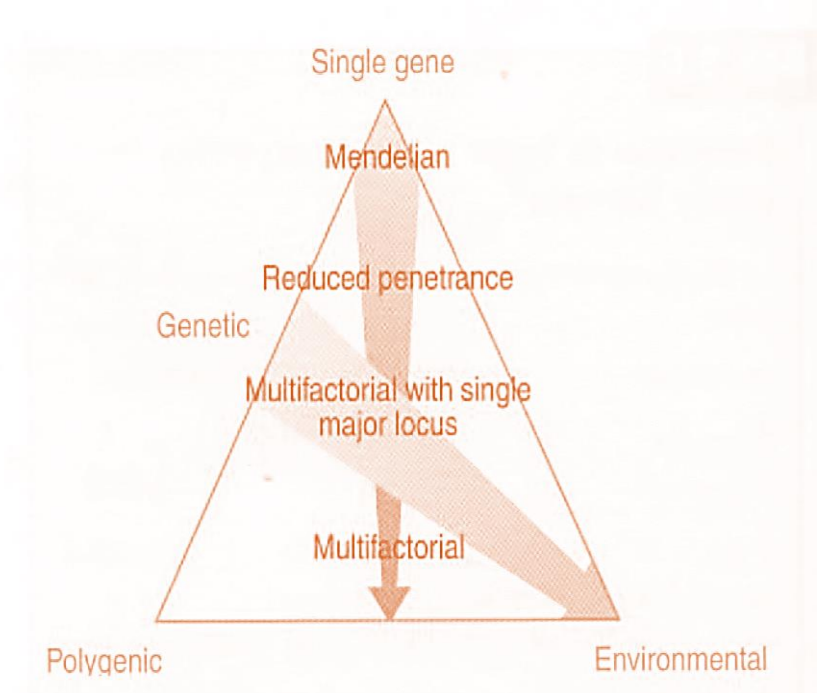 Single gene
Mendelian
Reduced penetrance
Genetic
Multifactorial with single
major locus
Multifactorial
Polygenic
Environmental